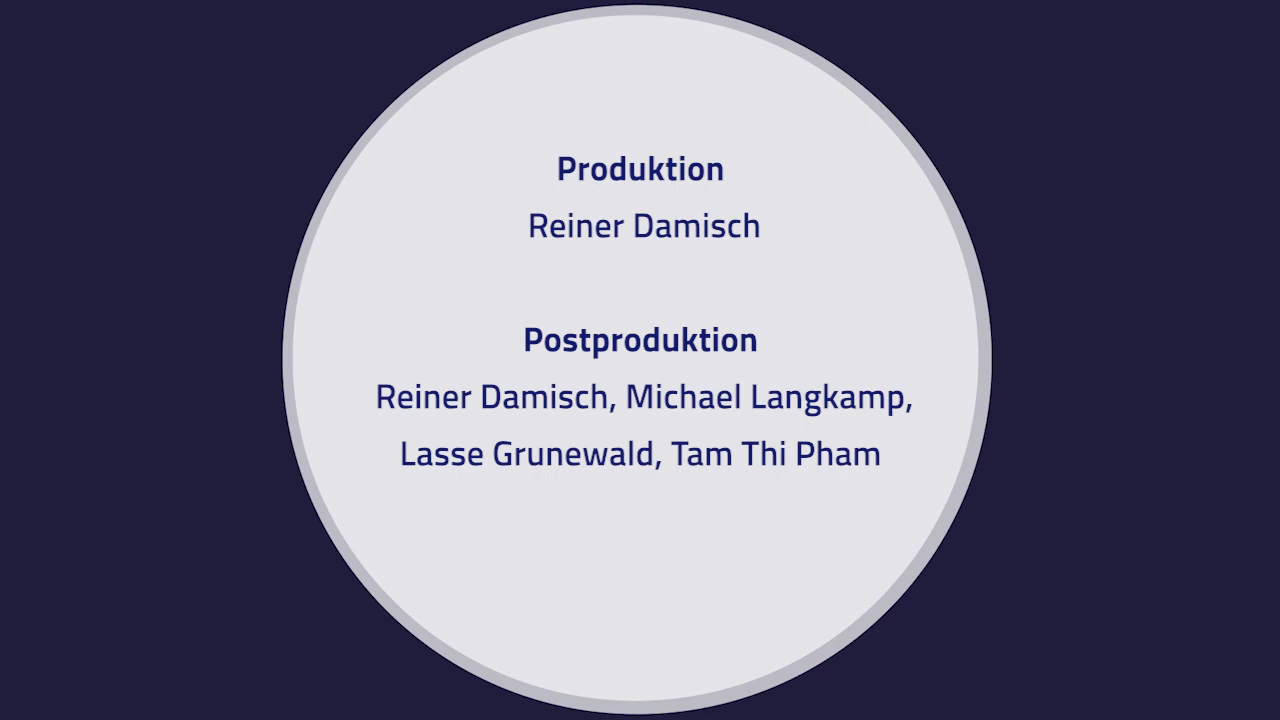 Produktion
Reiner Damisch
Postproduktion
Reiner Damisch, Michael Langkamp,
Lasse Grunewald, Tam Thi Pham